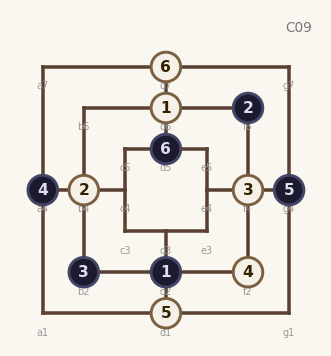 C09
6
a7 d7 g7
1 2
b6 d6 f6
6
c5 d5 e5
4 2 3 5
a4 b4 c4 e4 f4 g4
c3 d3 e3
3 1 4
b2 d2 f2
5
a1 d1 g1